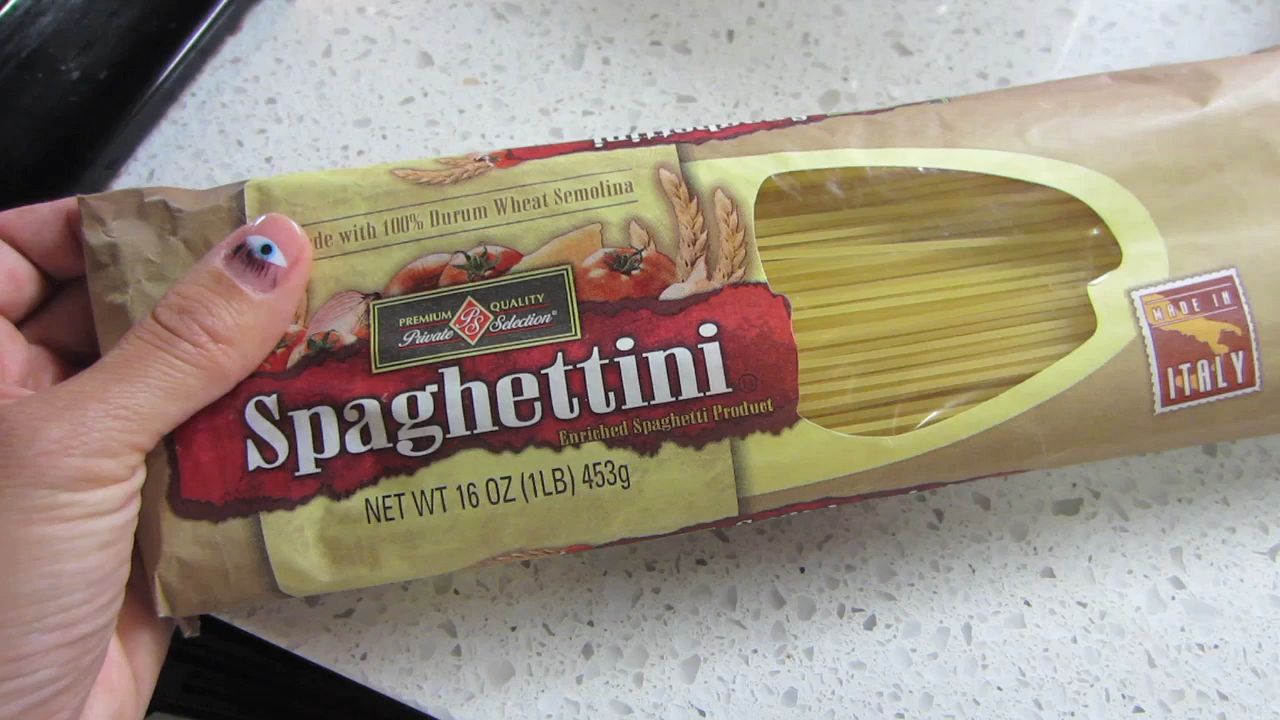 de with 100% Durum Wheat Semolina
PREMIUM PS QUALITY
Private Selection®
Spaghettini
Enriched Spaghetti Product
NET WT 16 OZ (1LB) 453g
MADE IN
ITALY